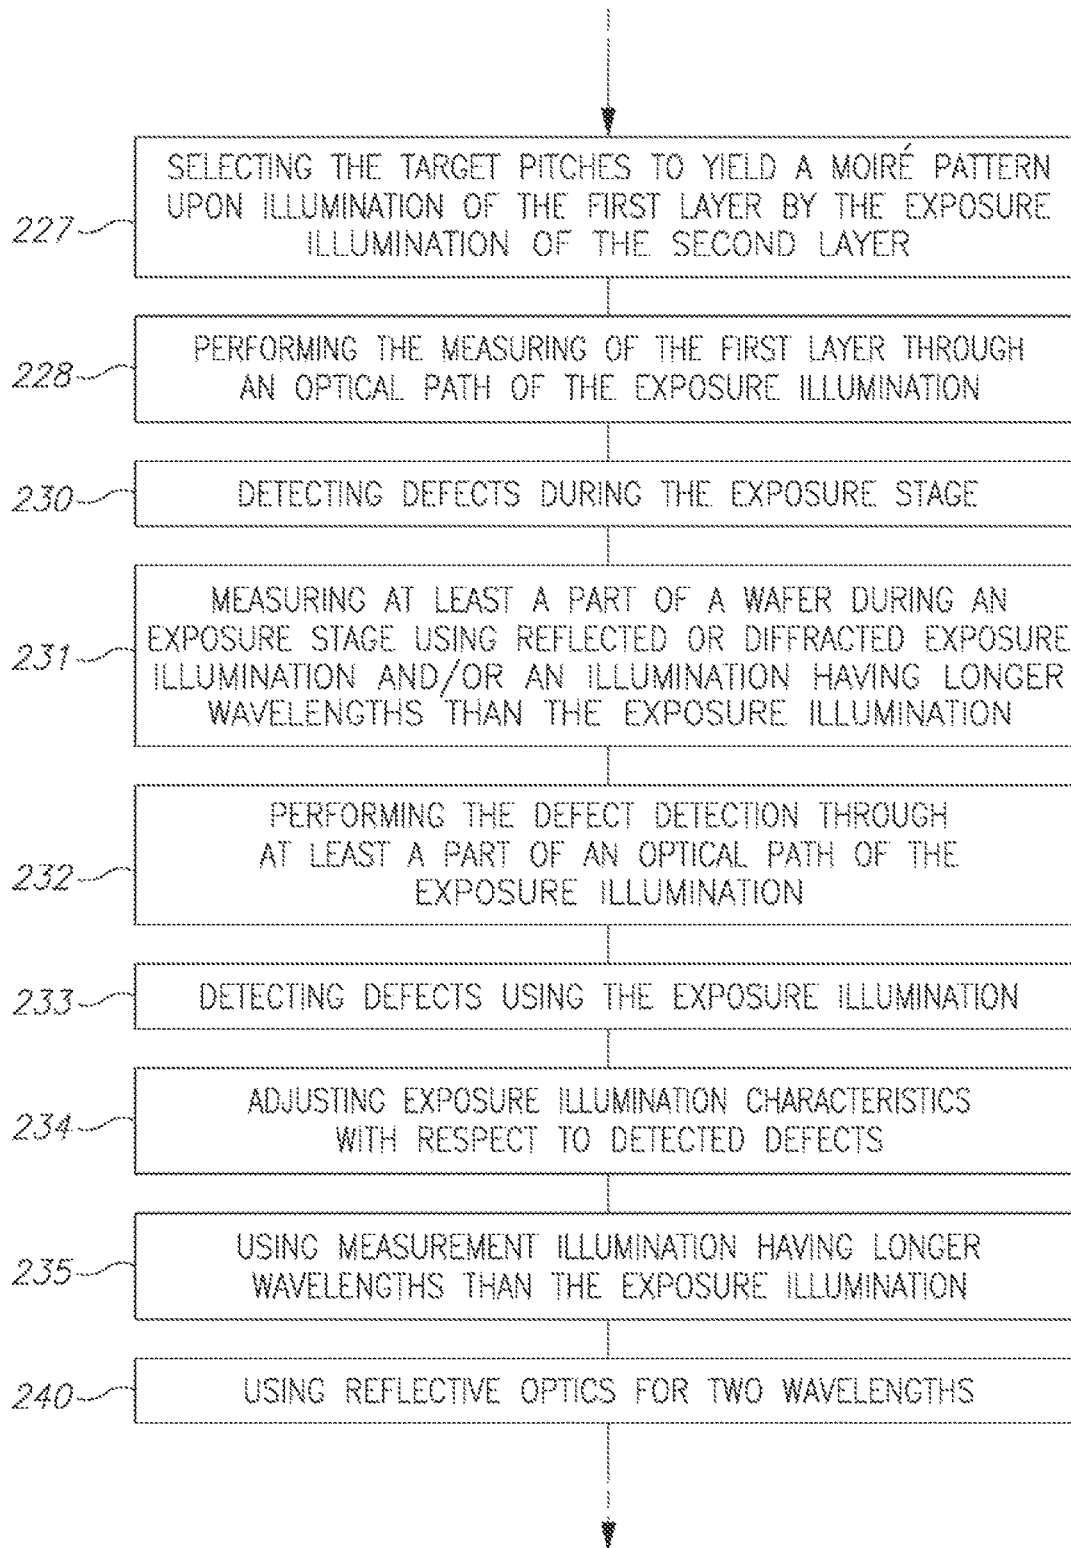 SELECTING THE TARGET PITCHES TO YIELD A MOIRÉ PATTERN
UPON ILLUMINATION OF THE FIRST LAYER BY THE EXPOSURE
ILLUMINATION OF THE SECOND LAYER
227
PERFORMING THE MEASURING OF THE FIRST LAYER THROUGH
AN OPTICAL PATH OF THE EXPOSURE ILLUMINATION
228
DETECTING DEFECTS DURING THE EXPOSURE STAGE
230
MEASURING AT LEAST A PART OF A WAFER DURING AN
EXPOSURE STAGE USING REFLECTED OR DIFFRACTED EXPOSURE
ILLUMINATION AND/OR AN ILLUMINATION HAVING LONGER
WAVELENGTHS THAN THE EXPOSURE ILLUMINATION
231
PERFORMING THE DEFECT DETECTION THROUGH
AT LEAST A PART OF AN OPTICAL PATH OF THE
EXPOSURE ILLUMINATION
232
DETECTING DEFECTS USING THE EXPOSURE ILLUMINATION
233
ADJUSTING EXPOSURE ILLUMINATION CHARACTERISTICS
WITH RESPECT TO DETECTED DEFECTS
234
USING MEASUREMENT ILLUMINATION HAVING LONGER
WAVELENGTHS THAN THE EXPOSURE ILLUMINATION
235
USING REFLECTIVE OPTICS FOR TWO WAVELENGTHS
240